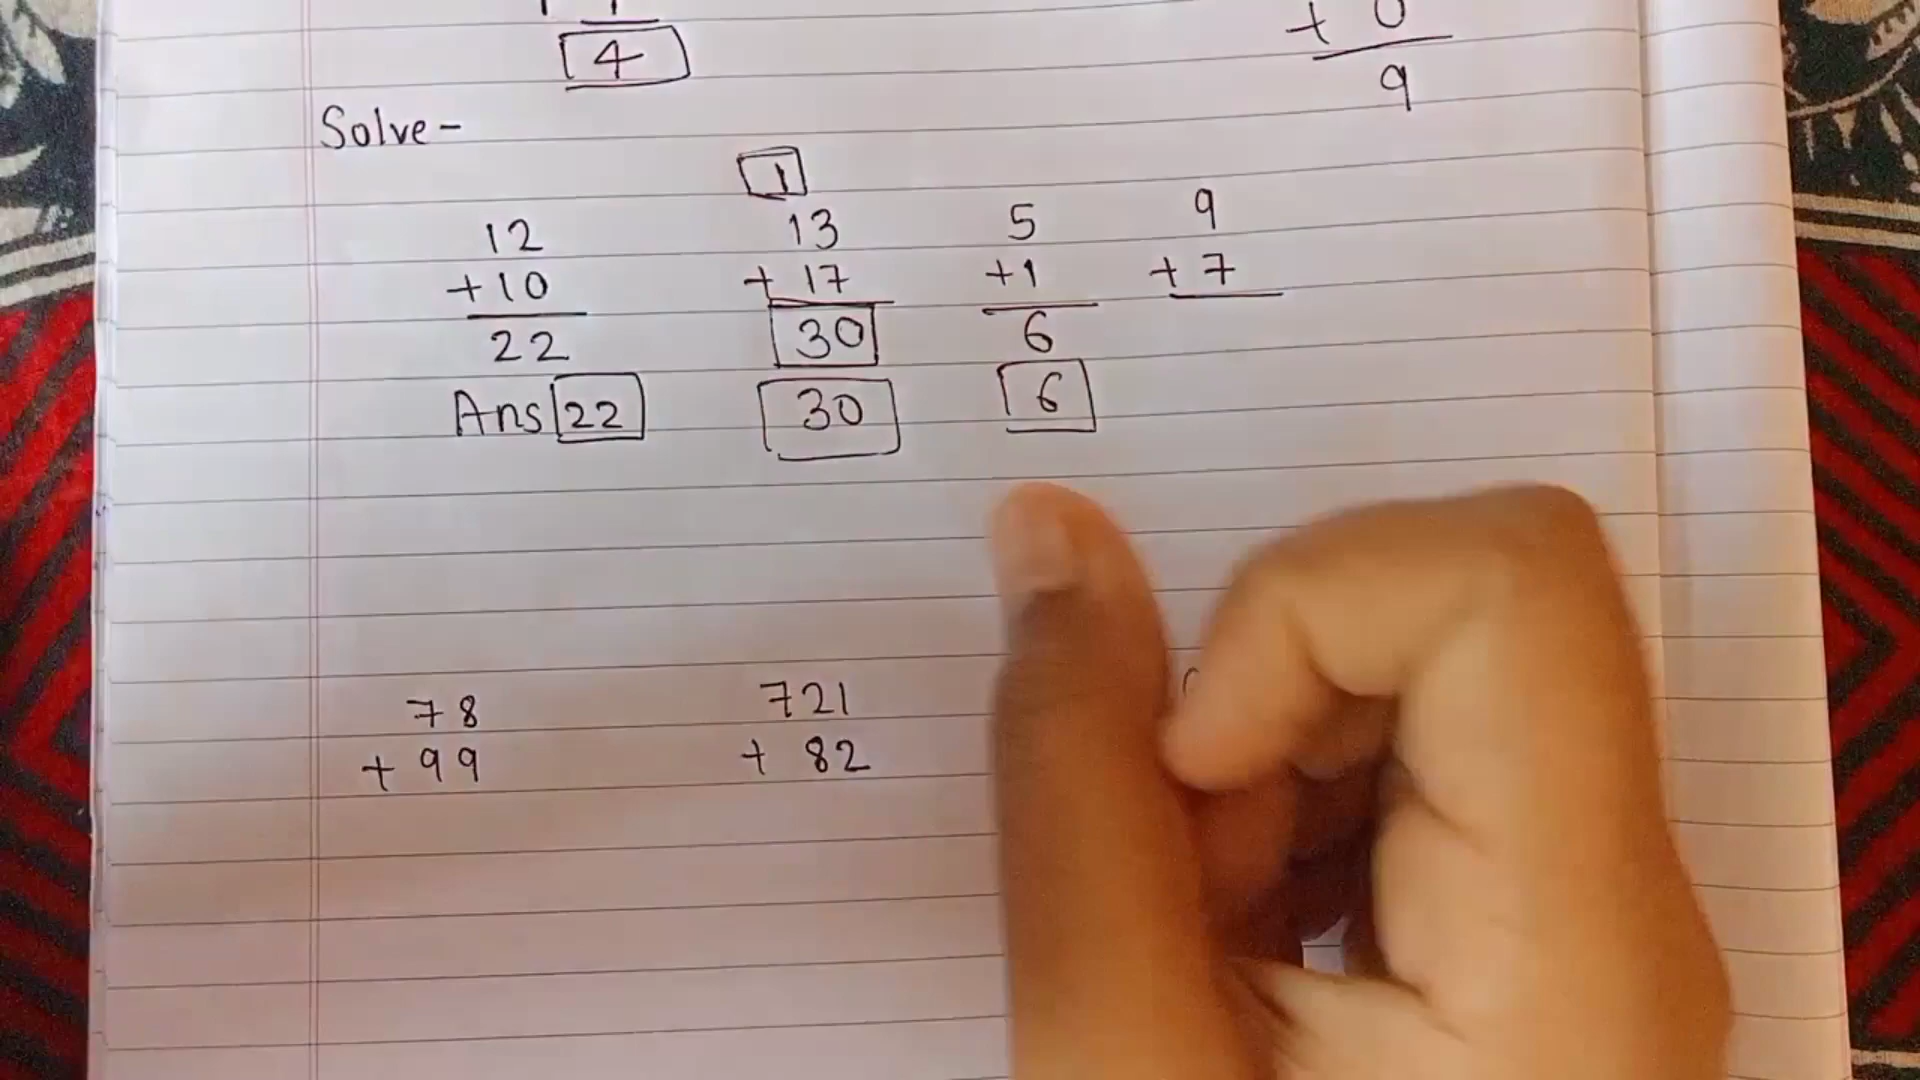 4
+ 0
9
Solve-
1
12 13 5 9
+10 + 17 +1 + 7
22 30 6
Ans 22 30 6
78 721
+ 99 + 82